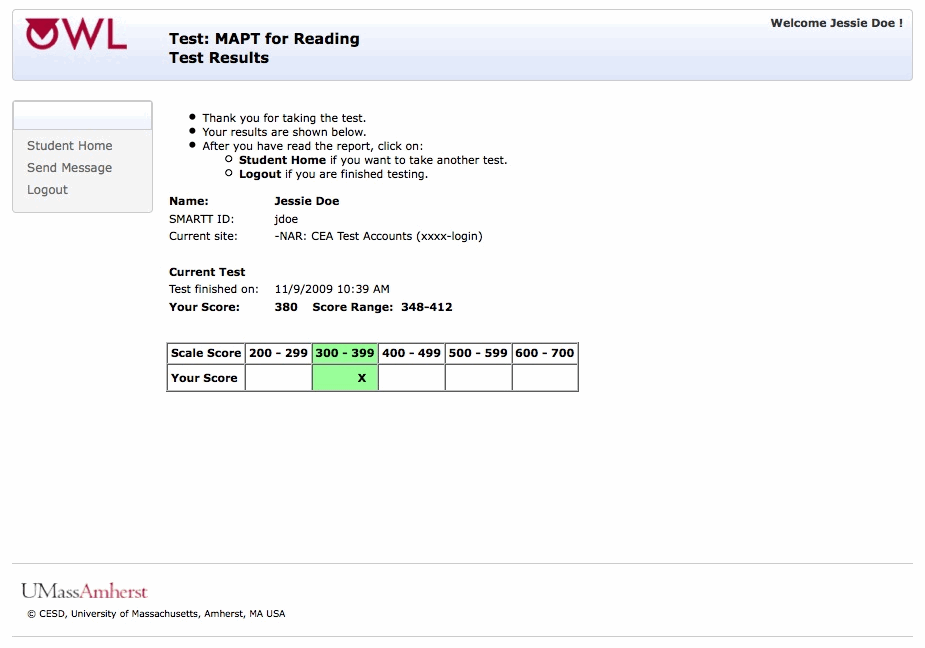 OWL
Welcome Jessie Doe !
Test: MAPT for Reading
Test Results
Student Home
Send Message
Logout
Thank you for taking the test.
Your results are shown below.
After you have read the report, click on:
Student Home if you want to take another test.
Logout if you are finished testing.
Name: Jessie Doe
SMARTT ID: jdoe
Current site: -NAR: CEA Test Accounts (xxxx-login)
Current Test
Test finished on: 11/9/2009 10:39 AM
Your Score: 380 Score Range: 348-412
Scale Score 200 - 299 300 - 399 400 - 499 500 - 599 600 - 700
Your Score X
UMassAmherst
© CESD, University of Massachusetts, Amherst, MA USA